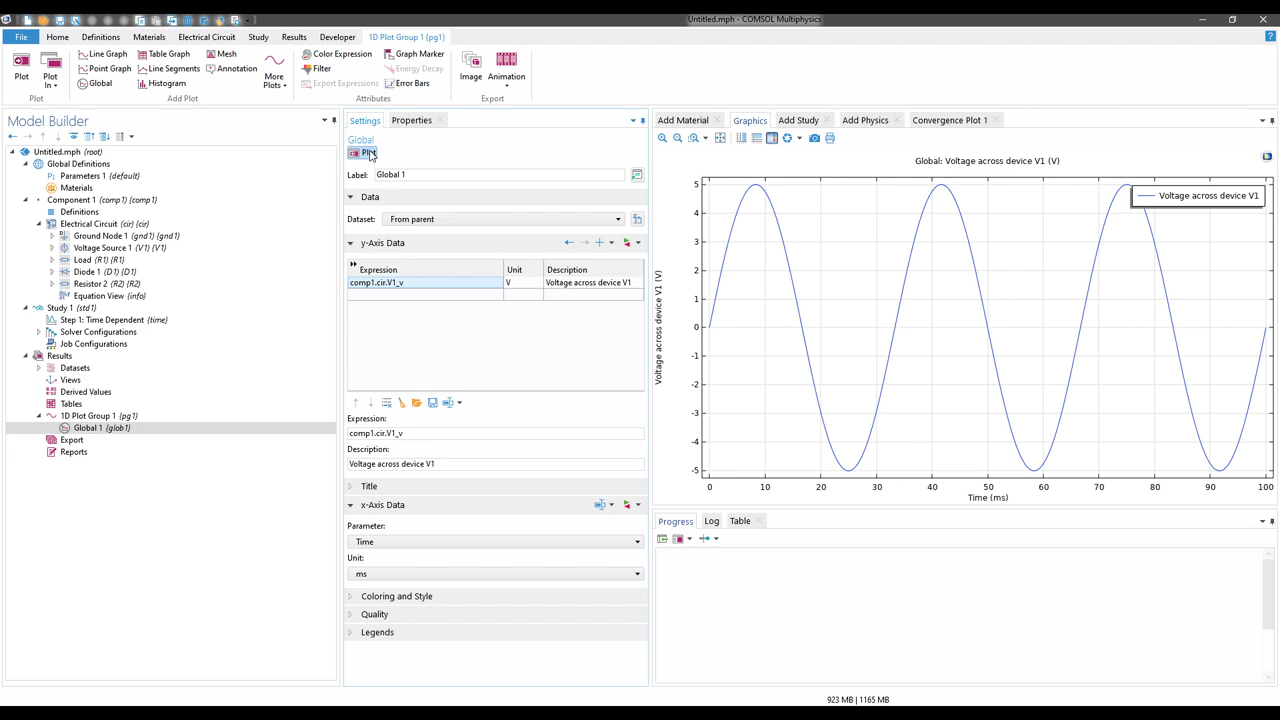 Untitled.mph - COMSOL Multiphysics
File Home Definitions Materials Electrical Circuit Study Results Developer 1D Plot Group 1 (pg1)
Line Graph Table Graph Mesh Color Expression Graph Marker
Point Graph Line Segments Annotation Filter Energy Decay
Global Histogram Export Expressions Error Bars
Plot Plot In More Plots Image Animation
Plot Add Plot Attributes Export
Model Builder
Untitled.mph (root)
Global Definitions
Parameters 1 (default)
Materials
Component 1 (comp1) {comp1}
Definitions
Electrical Circuit (cir) {cir}
Ground Node 1 (gnd1) {gnd1}
Voltage Source 1 (V1) {V1}
Load (R1) {R1}
Diode 1 (D1) {D1}
Resistor 2 (R2) {R2}
Equation View {info}
Study 1 {std1}
Step 1: Time Dependent {time}
Solver Configurations
Job Configurations
Results
Datasets
Views
Derived Values
Tables
1D Plot Group 1 {pg1}
Global 1 {glob1}
Export
Reports
Settings Properties
Global
Plot
Label: Global 1
Data
Dataset: From parent
y-Axis Data
Expression Unit Description
comp1.cir.V1_v V Voltage across device V1
Expression:
comp1.cir.V1_v
Description:
Voltage across device V1
Title
x-Axis Data
Parameter:
Time
Unit:
ms
Coloring and Style
Quality
Legends
Add Material Graphics Add Study Add Physics Convergence Plot 1
Global: Voltage across device V1 (V)
Voltage across device V1
Voltage across device V1 (V)
5
4
3
2
1
0
-1
-2
-3
-4
-5
0 10 20 30 40 50 60 70 80 90 100
Time (ms)
Progress Log Table
923 MB | 1165 MB